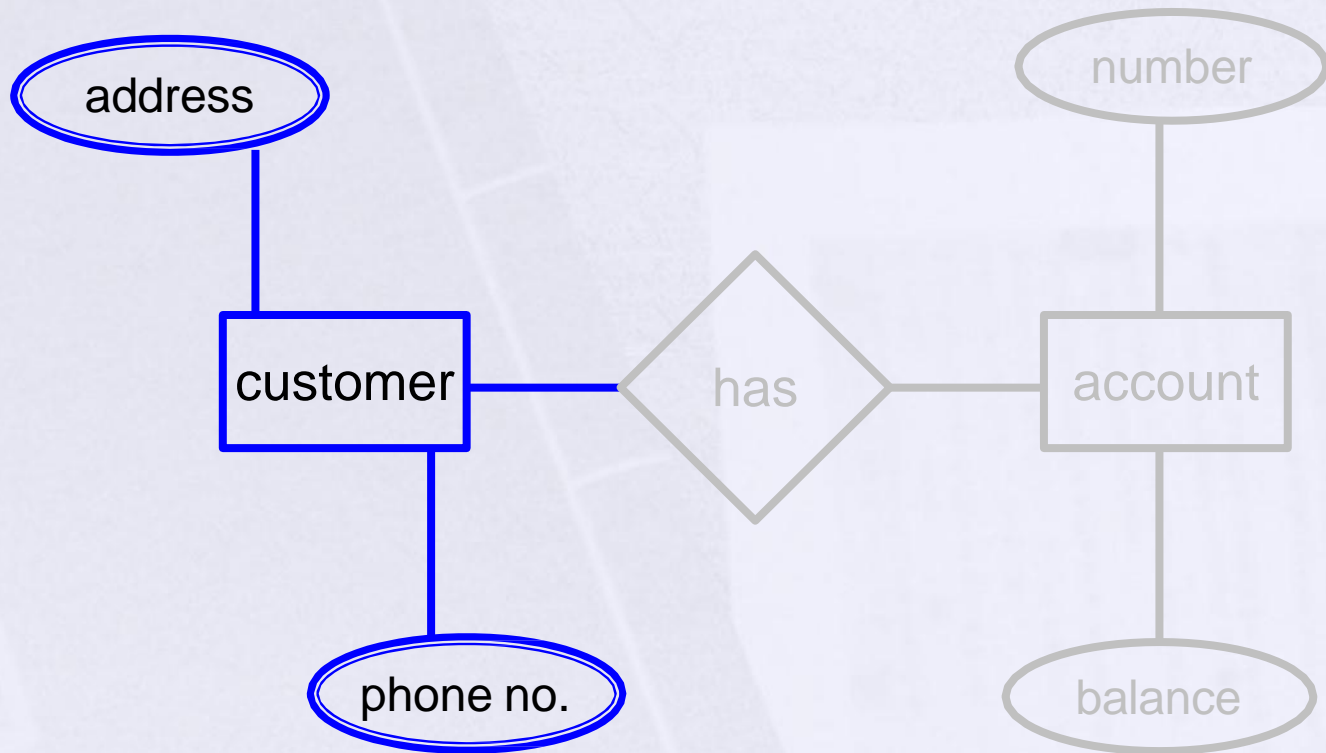 address
number
customer
has
account
phone no.
balance